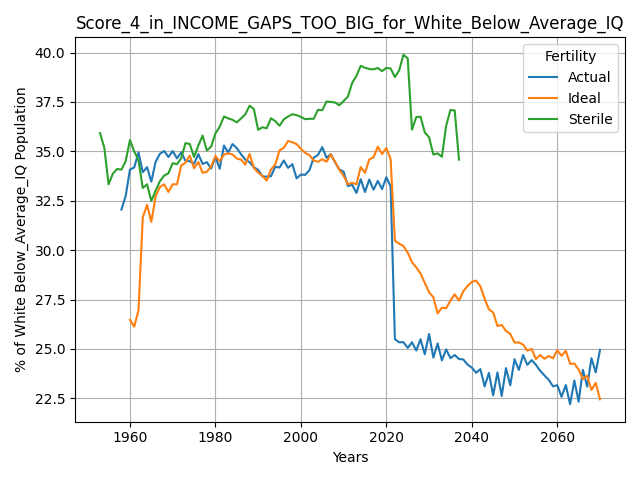 Score_4_in_INCOME_GAPS_TOO_BIG_for_White_Below_Average_IQ
% of White Below_Average_IQ Population
40.0
37.5
35.0
32.5
30.0
27.5
25.0
22.5
Fertility
Actual
Ideal
Sterile
1960 1980 2000 2020 2040 2060
Years